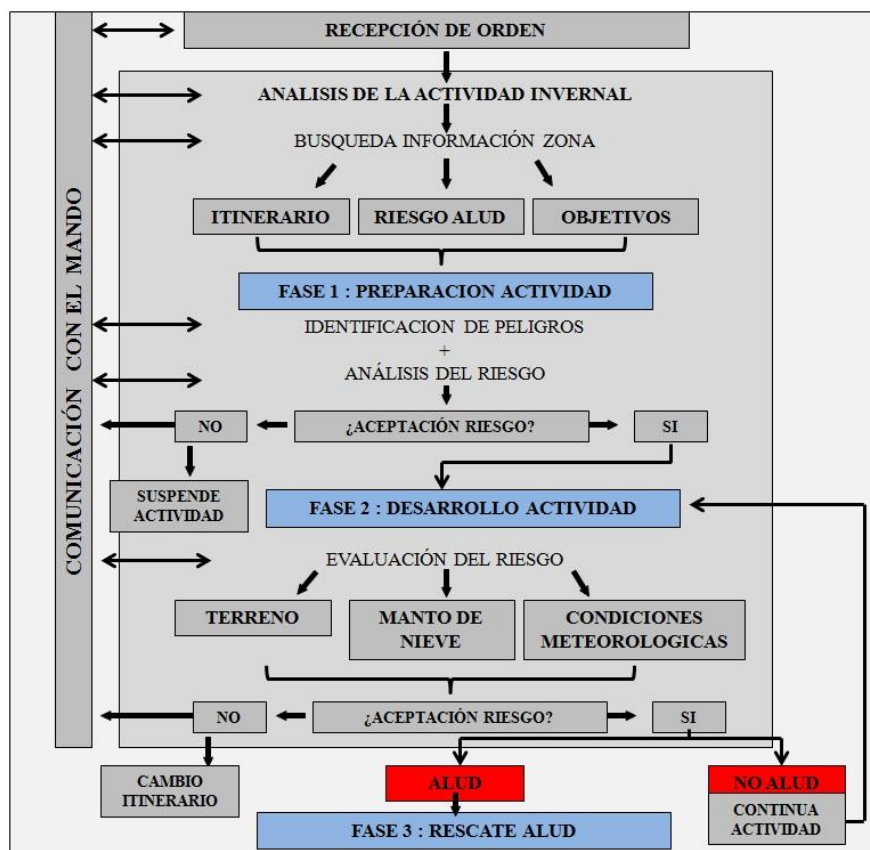 RECEPCIÓN DE ORDEN
COMUNICACIÓN CON EL MANDO
ANALISIS DE LA ACTIVIDAD INVERNAL
BUSQUEDA INFORMACIÓN ZONA
ITINERARIO
RIESGO ALUD
OBJETIVOS
FASE 1 : PREPARACION ACTIVIDAD
IDENTIFICACION DE PELIGROS
+
ANÁLISIS DEL RIESGO
NO
¿ACEPTACIÓN RIESGO?
SI
SUSPENDE
ACTIVIDAD
FASE 2 : DESARROLLO ACTIVIDAD
EVALUACIÓN DEL RIESGO
TERRENO
MANTO DE
NIEVE
CONDICIONES
METEOROLOGICAS
NO
¿ACEPTACIÓN RIESGO?
SI
CAMBIO
ITINERARIO
ALUD
NO ALUD
CONTINUA
ACTIVIDAD
FASE 3 : RESCATE ALUD